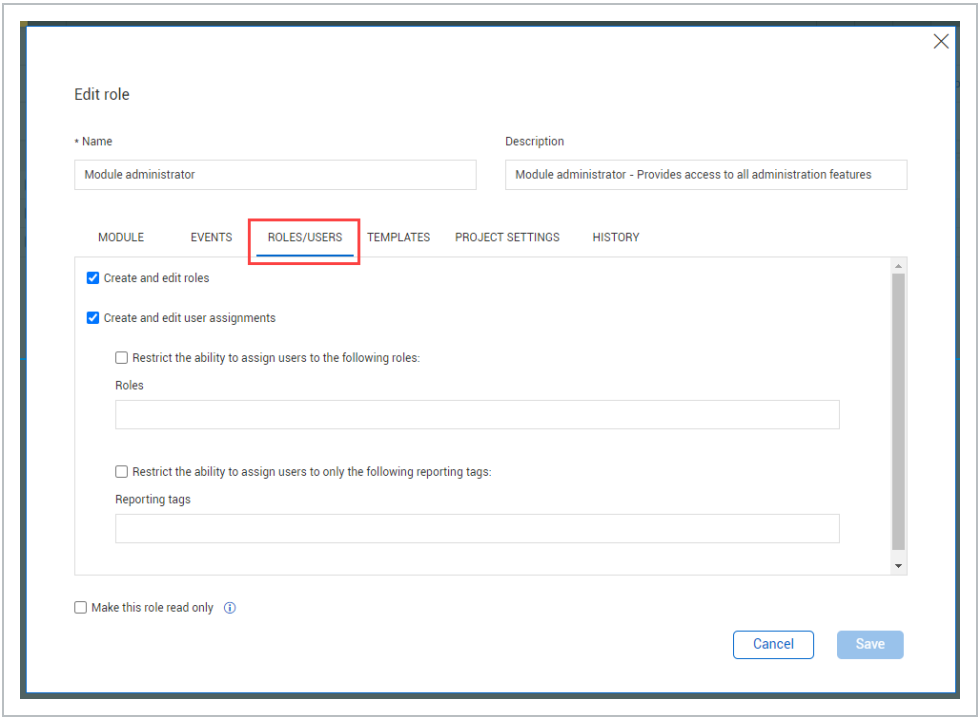 Edit role
* Name
Description
Module administrator
Module administrator - Provides access to all administration features
MODULE EVENTS ROLES/USERS TEMPLATES PROJECT SETTINGS HISTORY
Create and edit roles
Create and edit user assignments
Restrict the ability to assign users to the following roles:
Roles
Restrict the ability to assign users to only the following reporting tags:
Reporting tags
Make this role read only
Cancel Save